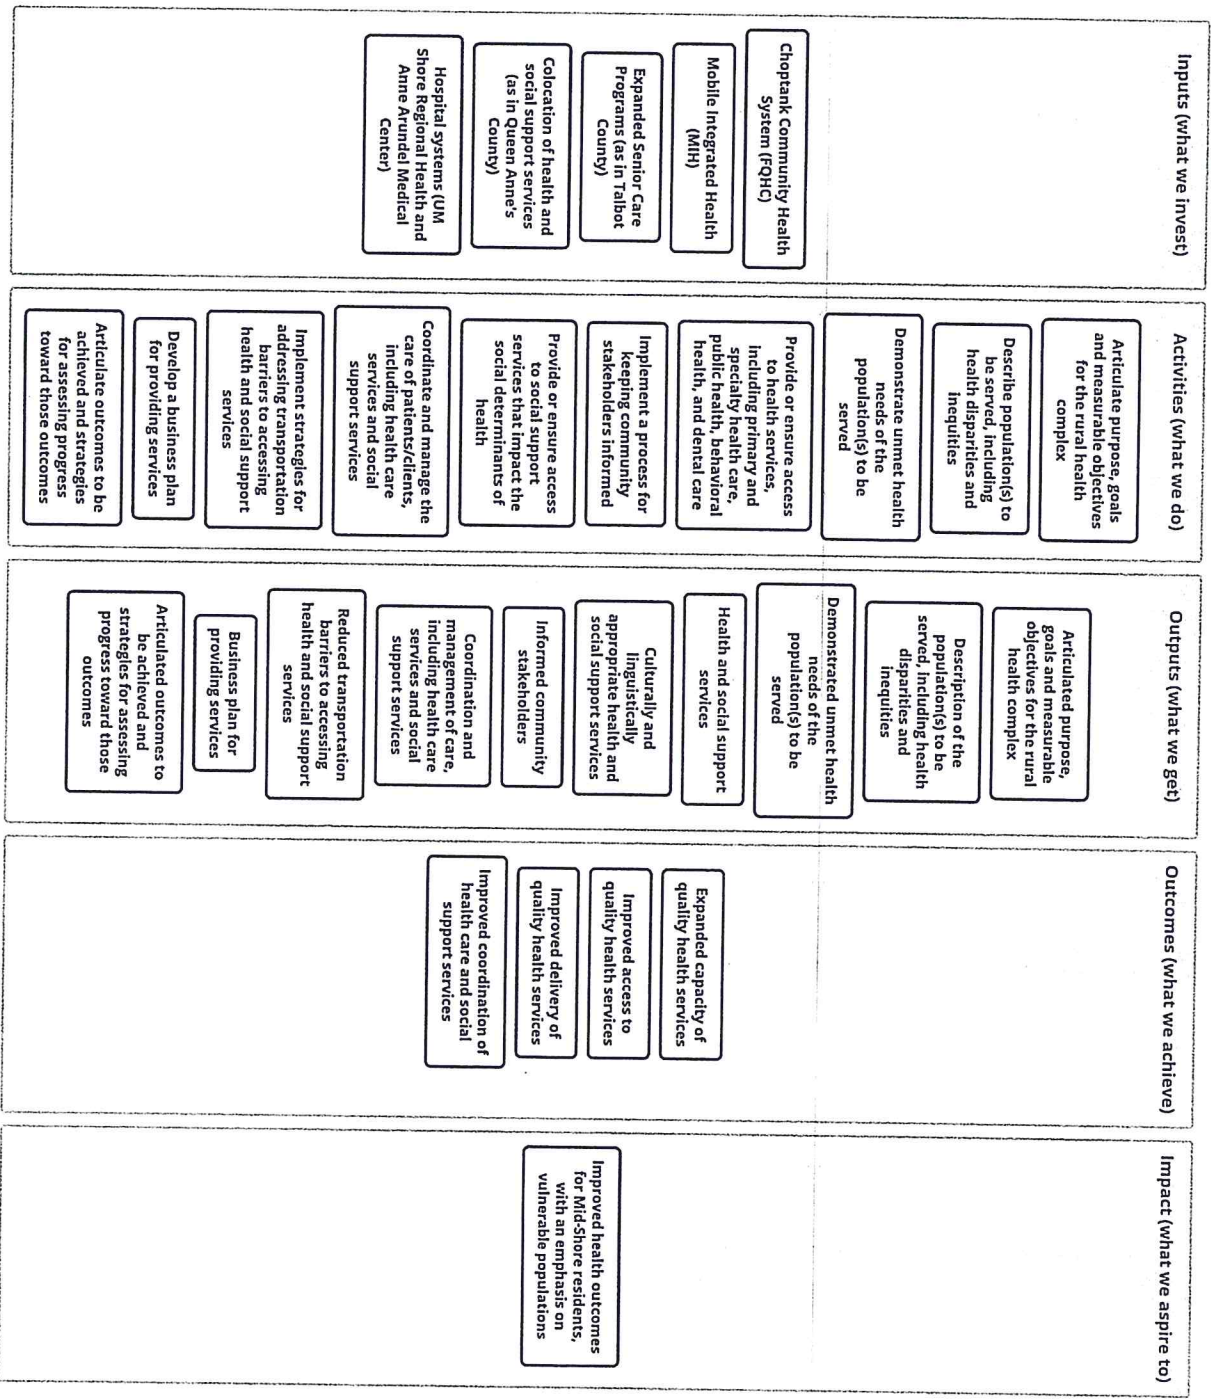 Inputs (what we invest)
Choptank Community Health
System (FQHC)
Mobile Integrated Health
(MIH)
Expanded Senior Care
Programs (as in Talbot
County)
Colocation of health and
social support services
(as in Queen Anne's
County)
Hospital systems (UM
Shore Regional Health and
Anne Arundel Medical
Center)
Activities (what we do)
Articulate purpose, goals
and measurable objectives
for the rural health
complex
Describe population(s) to
be served, including
health disparities and
inequities
Demonstrate unmet health
needs of the
population(s) to be
served
Provide or ensure access
to health services,
including primary and
specialty health care,
public health, behavioral
health, and dental care
Implement a process for
keeping community
stakeholders informed
Provide or ensure access
to social support
services that impact the
social determinants of
health
Coordinate and manage the
care of patients/clients,
including health care
services and social
support services
Implement strategies for
addressing transportation
barriers to accessing
health and social support
services
Develop a business plan
for providing services
Articulate outcomes to be
achieved and strategies
for assessing progress
toward those outcomes
Outputs (what we get)
Articulated purpose,
goals and measurable
objectives for the rural
health complex
Description of the
population(s) to be
served, including health
disparities and
inequities
Demonstrated unmet health
needs of the
population(s) to be
served
Health and social support
services
Culturally and
linguistically
appropriate health and
social support services
Informed community
stakeholders
Coordination and
management of care,
including health care
services and social
support services
Reduced transportation
barriers to accessing
health and social support
services
Business plan for
providing services
Articulated outcomes to
be achieved and
strategies for assessing
progress toward those
outcomes
Outcomes (what we achieve)
Expanded capacity of
quality health services
Improved access to
quality health services
Improved delivery of
quality health services
Improved coordination of
health care and social
support services
Impact (what we aspire to)
Improved health outcomes
for Mid-Shore residents,
with an emphasis on
vulnerable populations